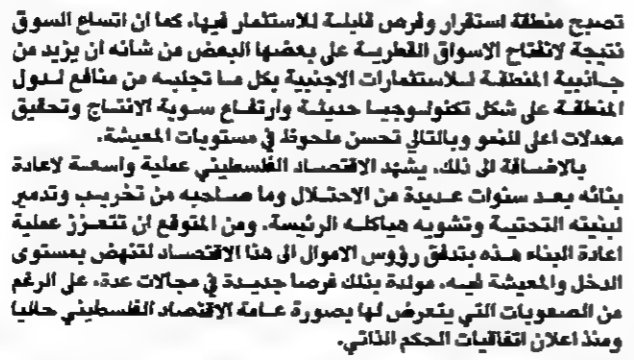 تصبح منطقة استقرار وفرص قابلة للاستثمار فيها، كما ان اتساع السوق
نتيجة لانفتاح الاسواق القطرية على بعضها البعض من شانه ان يزيد من
جانبية المنطقة للاستثمارات الاجنبية بكل ما تجلبه من منافع لدول
المنطقة على شكل تكنولوجيا حديثة وارتفاع سوية الانتاج وتحقيق
معدلات اعلى للنمو وبالتالي تحسن ملحوظ في مستويات المعيشة.
بالاضافة الى ذلك، يشهد الاقتصاد الفلسطيني عملية واسعة لاعادة
بنائه بعد سنوات عديدة من الاحتلال وما صاحبه من تخريب وتدمير
لبنيته التحتية وتشويه هياكله الرئيسة. ومن المتوقع ان تتعزز عملية
اعادة البناء هذه بتدفق رؤوس الاموال الى هذا الاقتصاد لتنهض بمستوى
الدخل والمعيشة فيه، مولدة بذلك فرصا جديدة في مجالات عدة، على الرغم
من الصعوبات التي يتعرض لها بصورة عامة الاقتصاد الفلسطيني حاليا
ومنذ اعلان اتفاقيات الحكم الذاتي.